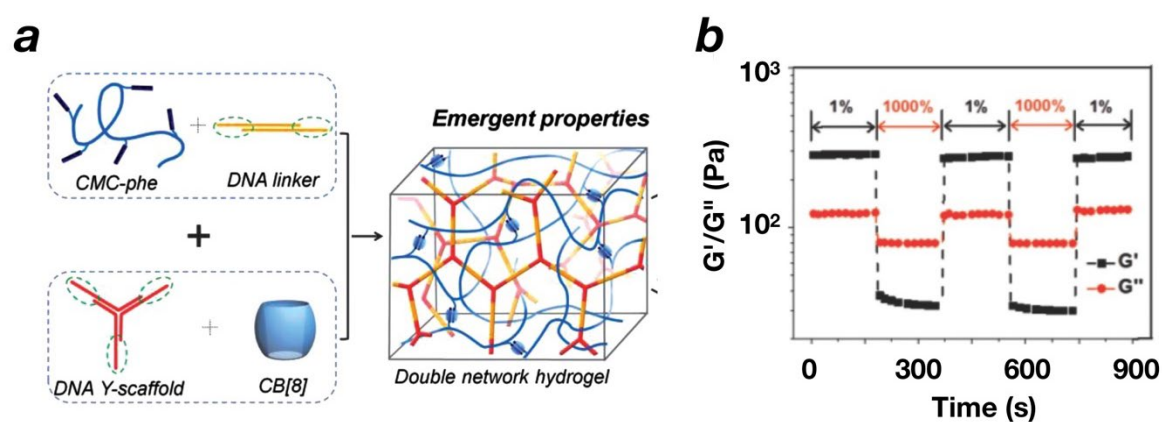 a
CMC-phe
+
DNA linker
+
DNA Y-scaffold
+
CB[8]
Emergent properties
Double network hydrogel
b
10³
1% 1000% 1% 1000% 1%
G'/G" (Pa)
10²
G'
G"
0 300 600 900
Time (s)